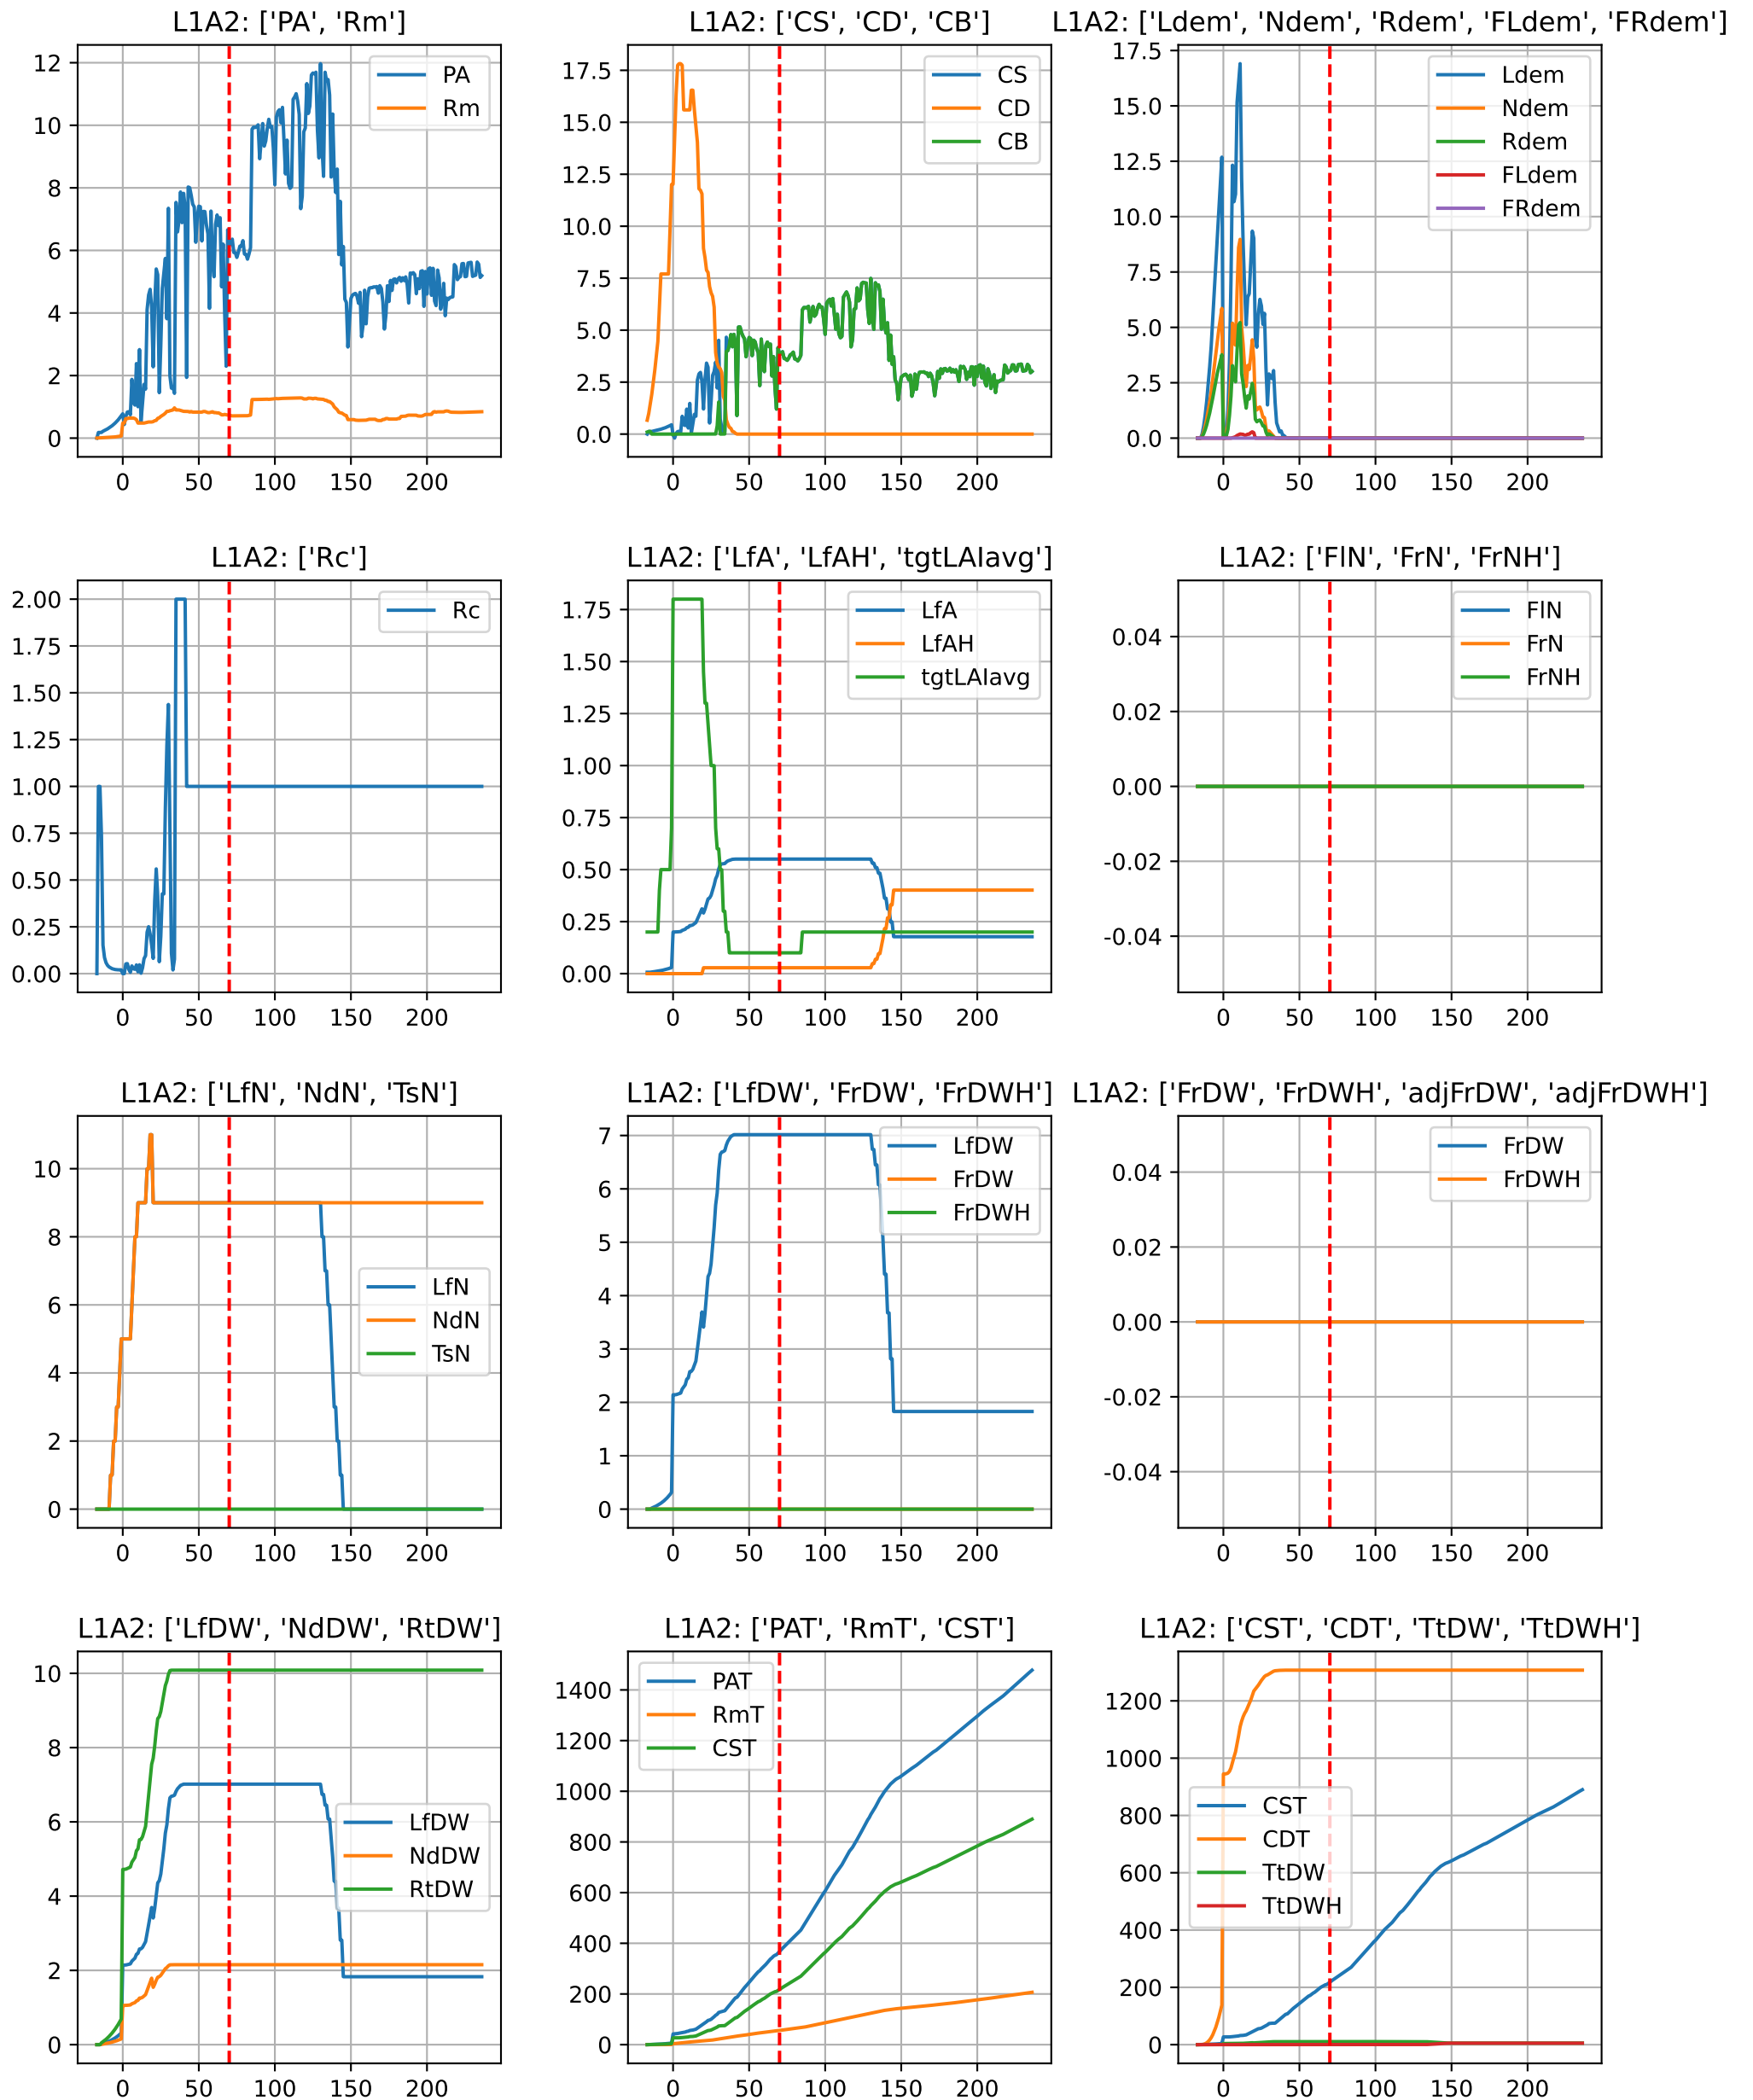 L1A2: ['PA', 'Rm']
12
10
8
6
4
2
0
0 50 100 150 200
PA
Rm
L1A2: ['CS', 'CD', 'CB']
17.5
15.0
12.5
10.0
7.5
5.0
2.5
0.0
0 50 100 150 200
CS
CD
CB
L1A2: ['Ldem', 'Ndem', 'Rdem', 'FLdem', 'FRdem']
17.5
15.0
12.5
10.0
7.5
5.0
2.5
0.0
0 50 100 150 200
Ldem
Ndem
Rdem
FLdem
FRdem
L1A2: ['Rc']
2.00
1.75
1.50
1.25
1.00
0.75
0.50
0.25
0.00
0 50 100 150 200
Rc
L1A2: ['LfA', 'LfAH', 'tgtLAIavg']
1.75
1.50
1.25
1.00
0.75
0.50
0.25
0.00
0 50 100 150 200
LfA
LfAH
tgtLAIavg
L1A2: ['FlN', 'FrN', 'FrNH']
0.04
0.02
0.00
-0.02
-0.04
0 50 100 150 200
FlN
FrN
FrNH
L1A2: ['LfN', 'NdN', 'TsN']
10
8
6
4
2
0
0 50 100 150 200
LfN
NdN
TsN
L1A2: ['LfDW', 'FrDW', 'FrDWH']
7
6
5
4
3
2
1
0
0 50 100 150 200
LfDW
FrDW
FrDWH
L1A2: ['FrDW', 'FrDWH', 'adjFrDW', 'adjFrDWH']
0.04
0.02
0.00
-0.02
-0.04
0 50 100 150 200
FrDW
FrDWH
L1A2: ['LfDW', 'NdDW', 'RtDW']
10
8
6
4
2
0
0 50 100 150 200
LfDW
NdDW
RtDW
L1A2: ['PAT', 'RmT', 'CST']
1400
1200
1000
800
600
400
200
0
0 50 100 150 200
PAT
RmT
CST
L1A2: ['CST', 'CDT', 'TtDW', 'TtDWH']
1200
1000
800
600
400
200
0
0 50 100 150 200
CST
CDT
TtDW
TtDWH